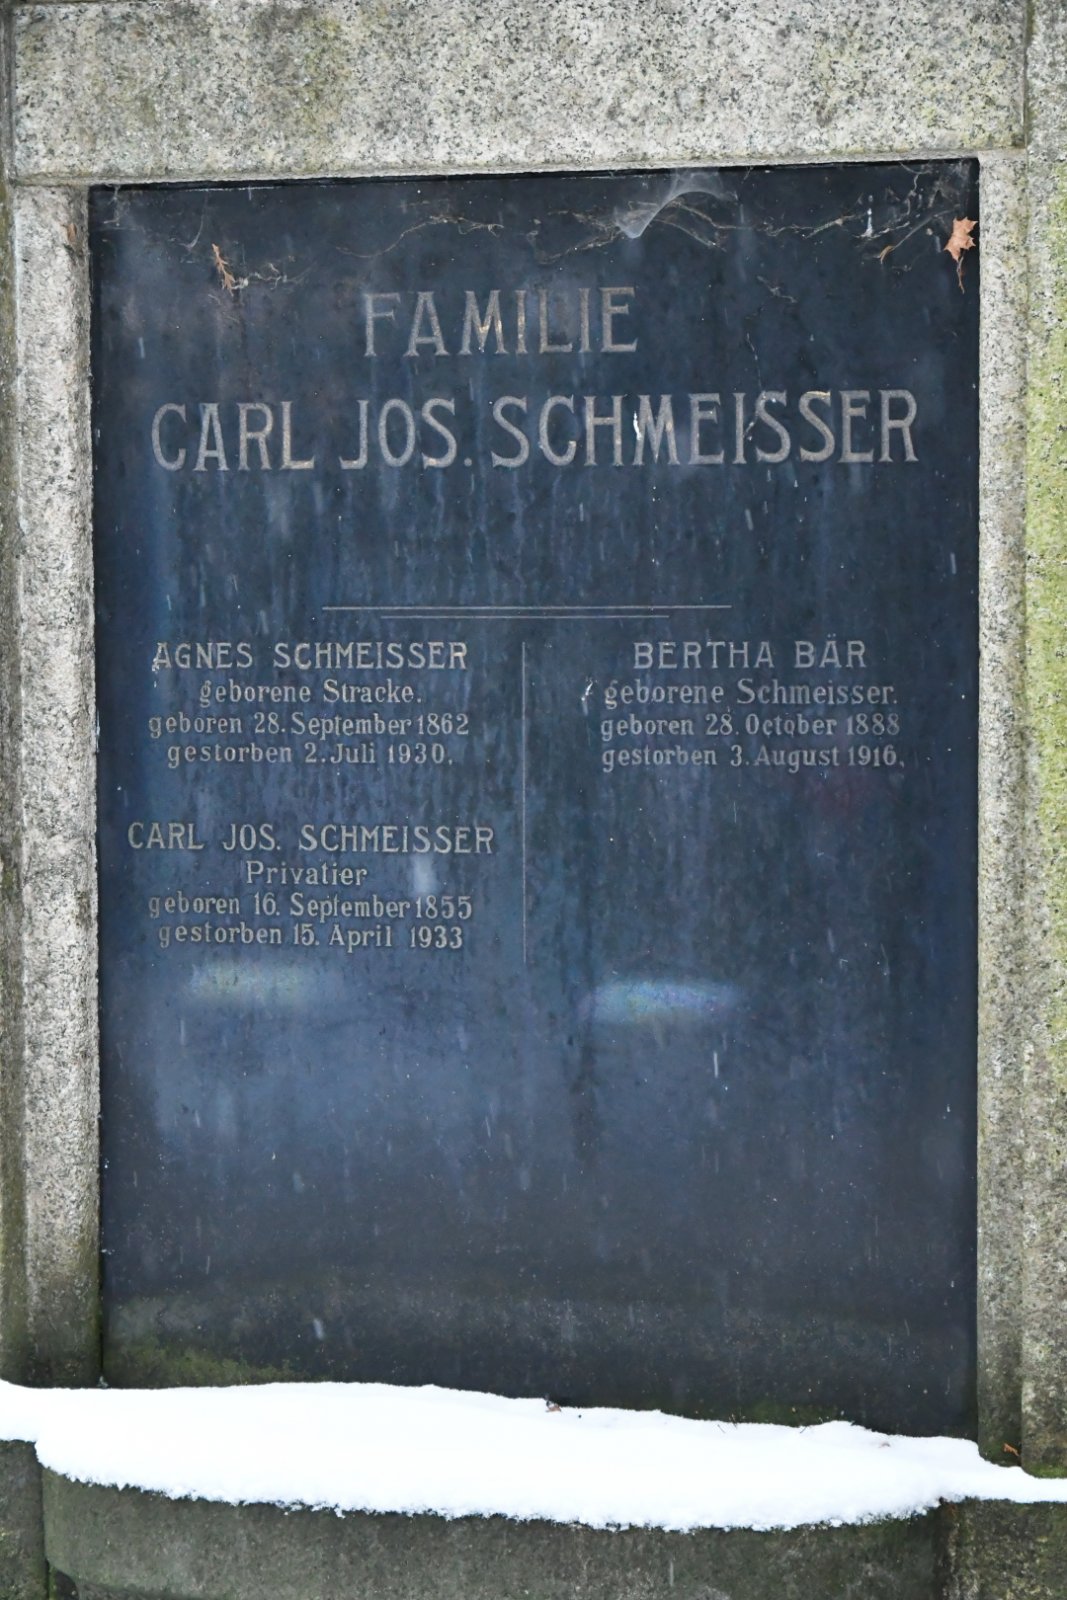 FAMILIE
CARL JOS. SCHMEISSER
AGNES SCHMEISSER
geborene Stracke.
geboren 28. September 1862
gestorben 2. Juli 1930.
CARL JOS. SCHMEISSER
Privatier
geboren 16. September 1855
gestorben 15. April 1933
BERTHA BÄR
geborene Schmeisser.
geboren 28. October 1888
gestorben 3. August 1916.